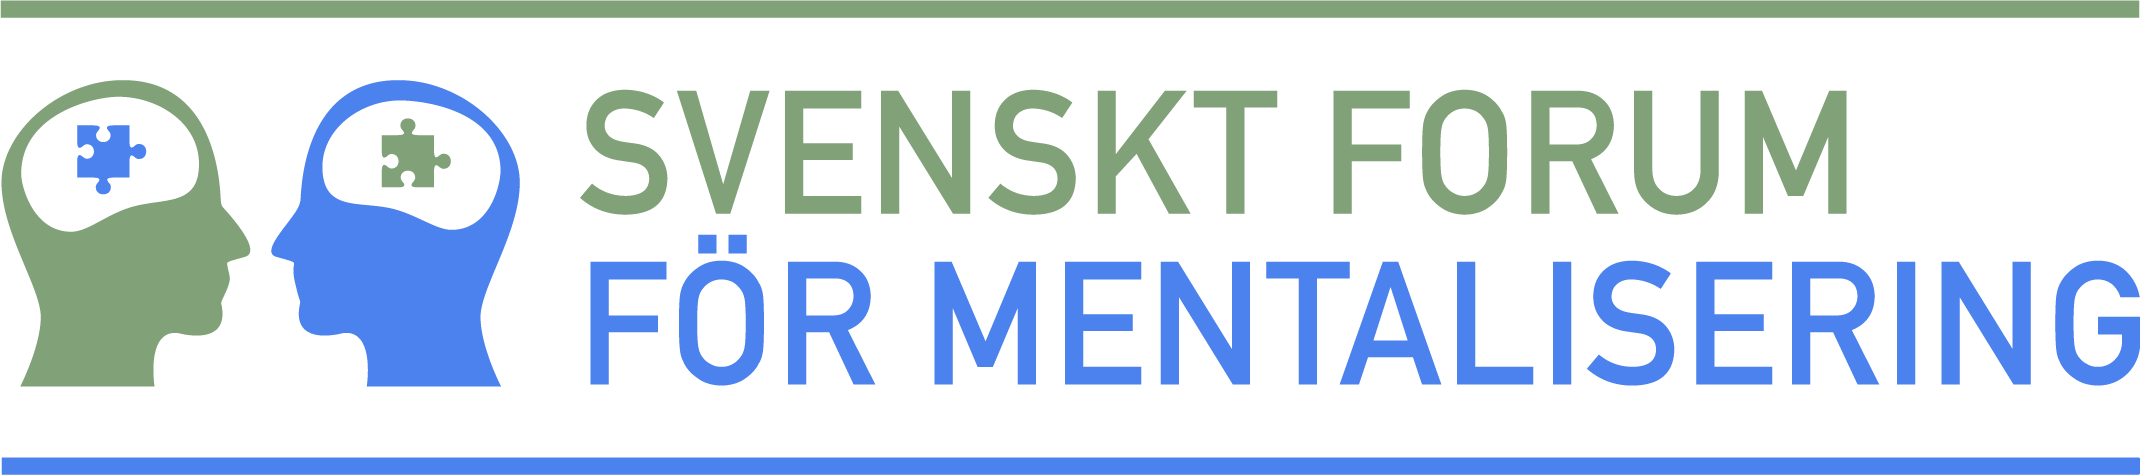 SVENSKT FORUM
FÖR MENTALISERING